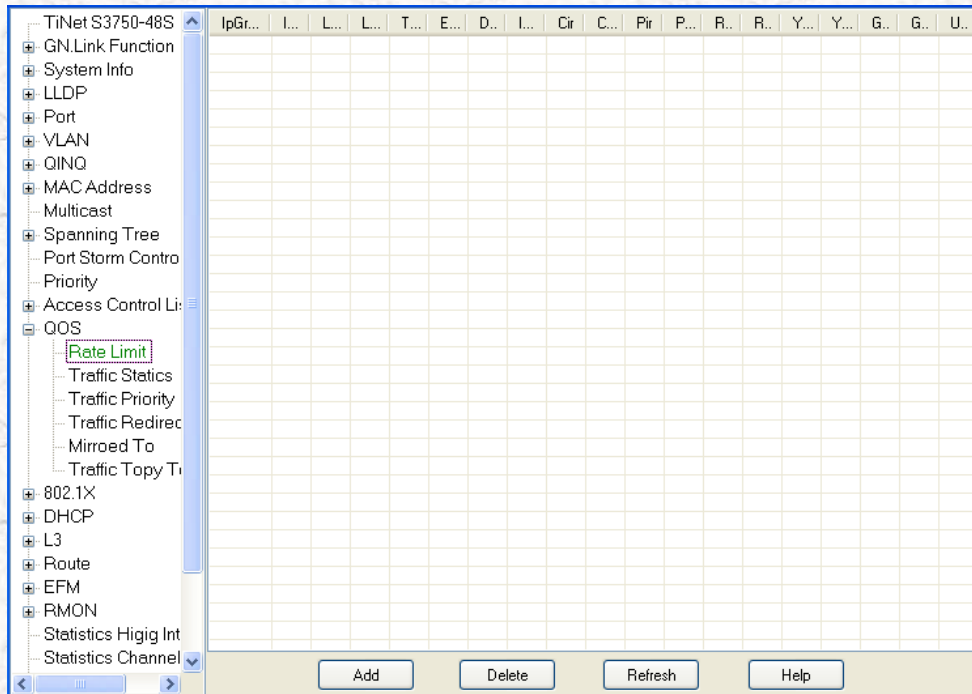 TiNet S3750-48S
GN.Link Function
System Info
LLDP
Port
VLAN
QINQ
MAC Address
Multicast
Spanning Tree
Port Storm Contro
Priority
Access Control Li
QOS
Rate Limit
Traffic Statics
Traffic Priority
Traffic Redirec
Mirroed To
Traffic Topy T
802.1X
DHCP
L3
Route
EFM
RMON
Statistics Higig Int
Statistics Channel
IpGr... I... L... L... T... E... D.. I... Cir C... Pir P... R.. R... Y... Y... G.. G.. U..
Add Delete Refresh Help